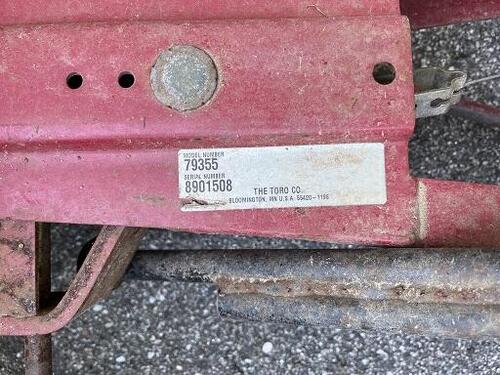 MODEL NUMBER
79355
SERIAL NUMBER
8901508
THE TORO CO.
BLOOMINGTON, MN U.S.A. 55420-1196